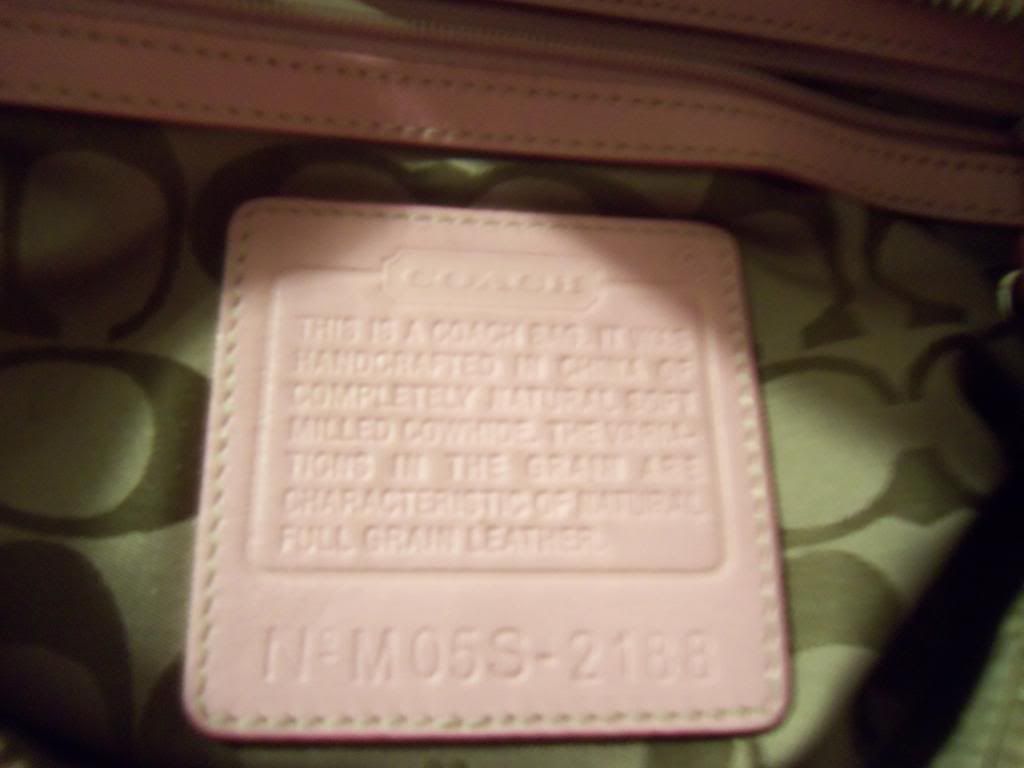 COACH
THIS IS A COACH BAG. IT WAS
HANDCRAFTED IN CHINA OF
COMPLETELY NATURAL SOFT
MILLED COWHIDE. THE VARIA-
TIONS IN THE GRAIN ARE
CHARACTERISTIC OF NATURAL
FULL GRAIN LEATHER.
Nº M05S-2188